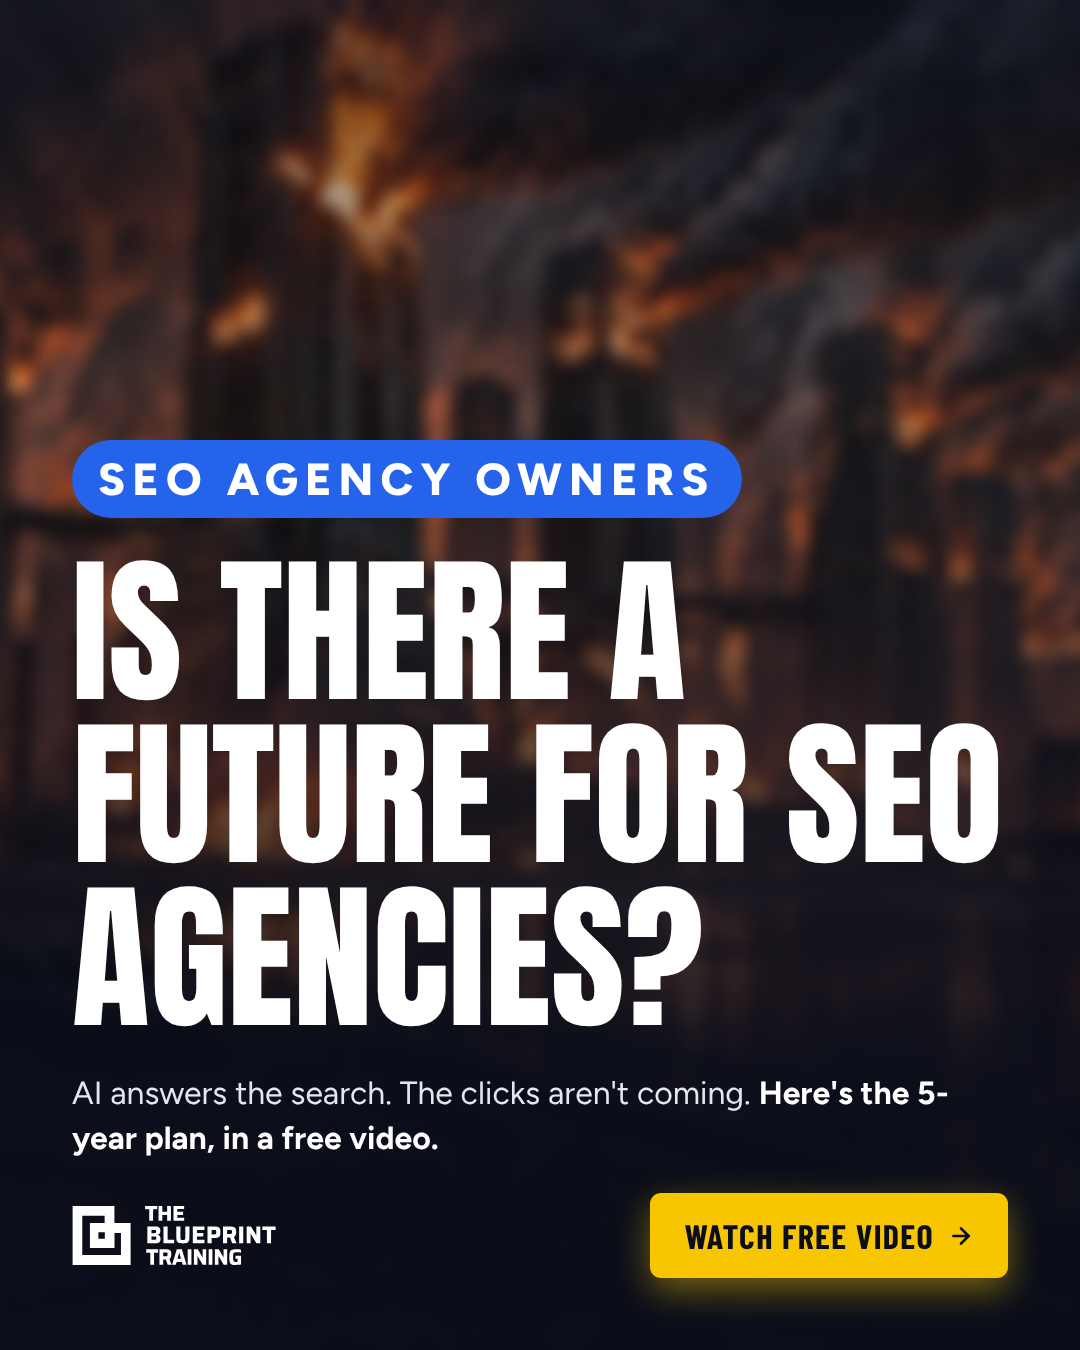 SEO AGENCY OWNERS
IS THERE A
FUTURE FOR SEO
AGENCIES?
AI answers the search. The clicks aren't coming. Here's the 5-
year plan, in a free video.
THE
BLUEPRINT
TRAINING
WATCH FREE VIDEO →